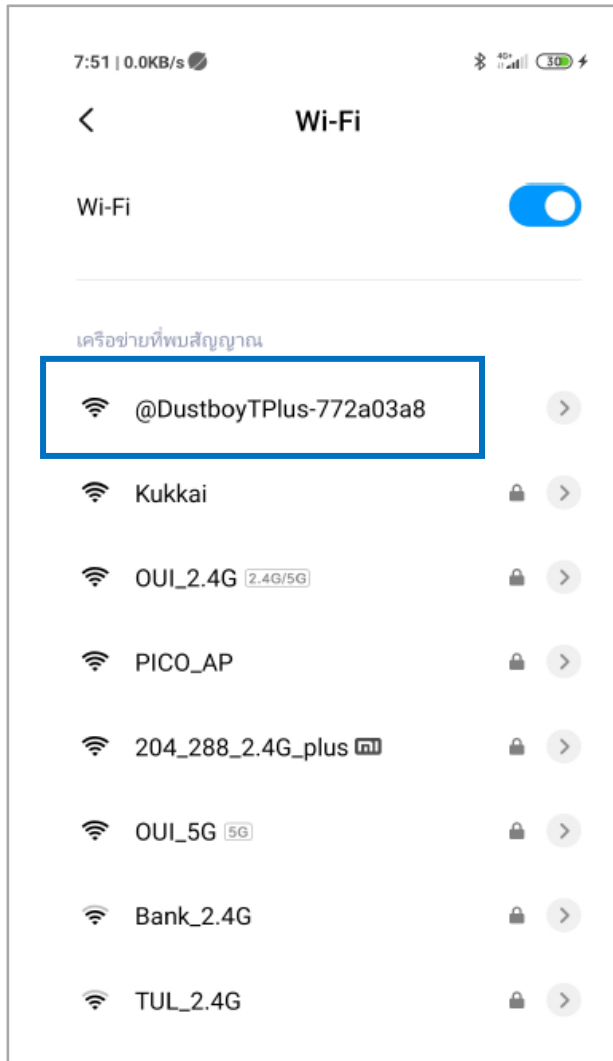 7:51 | 0.0KB/s 4G+ 30
Wi-Fi
Wi-Fi
เครือข่ายที่พบสัญญาณ
@DustboyTPlus-772a03a8
Kukkai
OUI_2.4G 2.4G/5G
PICO_AP
204_288_2.4G_plus
OUI_5G 5G
Bank_2.4G
TUL_2.4G